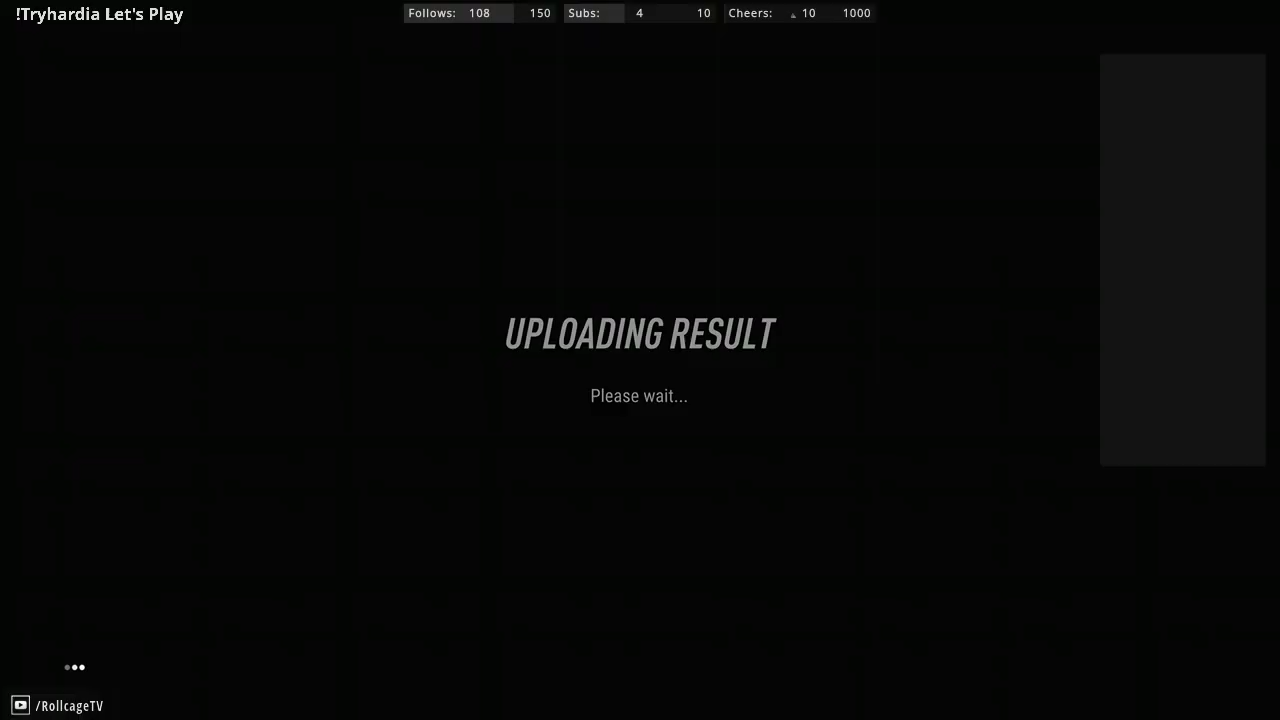 !Tryhardia Let's Play
Follows: 108 150 Subs: 4 10 Cheers: 10 1000
UPLOADING RESULT
Please wait...
/RollcageTV